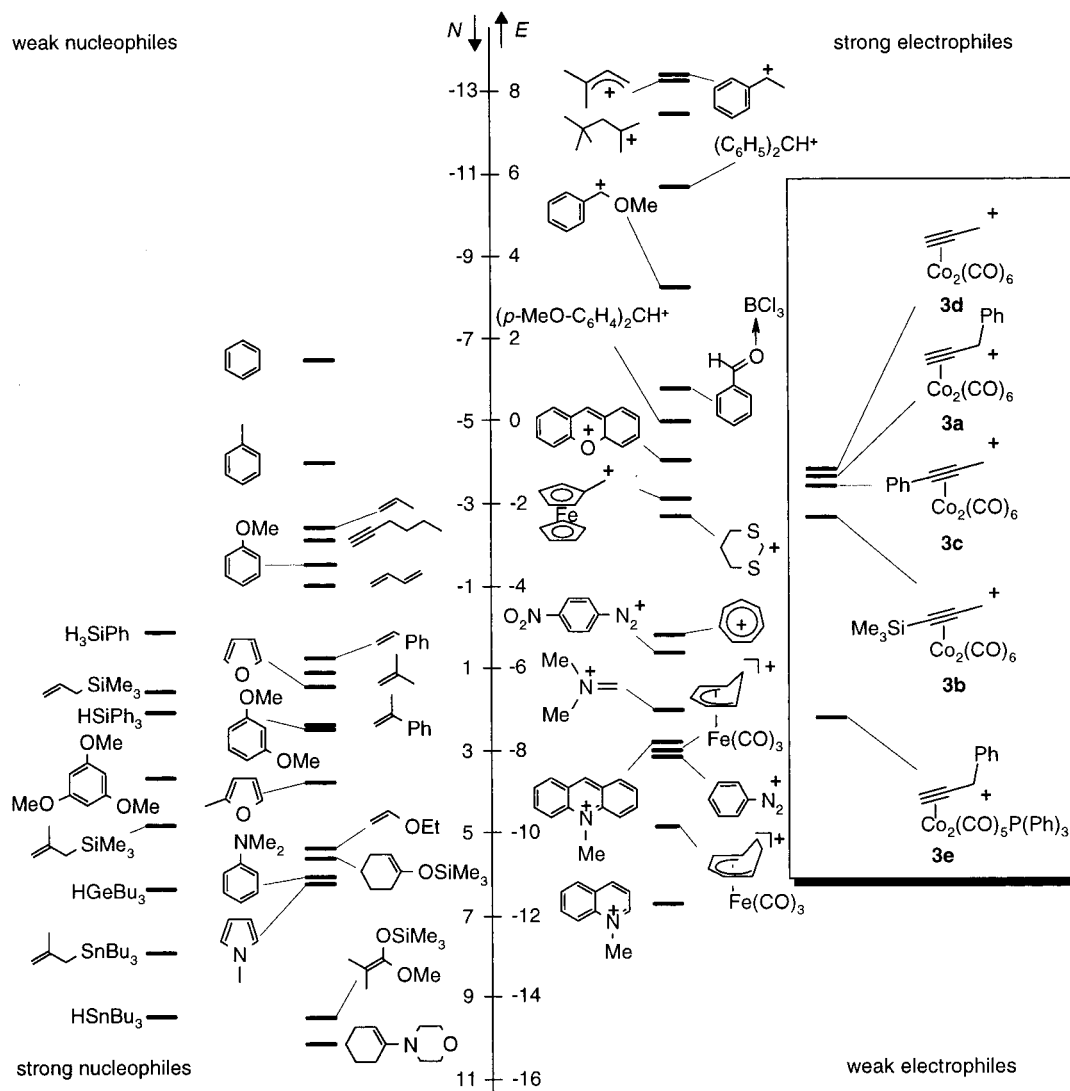 weak nucleophiles
N
E
strong electrophiles
-13
8
+
+
+
(C6H5)2CH+
-11
6
+
OMe
-9
4
+
Co2(CO)6
3d
(p-MeO-C6H4)2CH+
BCl3
-7
2
H
O
Ph
+
Co2(CO)6
3a
-5
0
+
O
+
Fe
+
Ph
Co2(CO)6
3c
-3
-2
OMe
S
S
+
-1
-4
H3SiPh
O2N
N2+
+
+
Me3Si
Co2(CO)6
3b
O
Ph
1
-6
SiMe3
HSiPh3
OMe
OMe
Ph
Me
N
+
Me
+
Fe(CO)3
OMe
MeO
OMe
3
-8
O
N
+
Me
N2+
Ph
+
Co2(CO)5P(Ph)3
3e
SiMe3
OEt
5
-10
NMe2
OSiMe3
+
Fe(CO)3
HGeBu3
N
7
-12
N
+
Me
SnBu3
OSiMe3
OMe
9
-14
HSnBu3
N
O
strong nucleophiles
weak electrophiles
11
-16